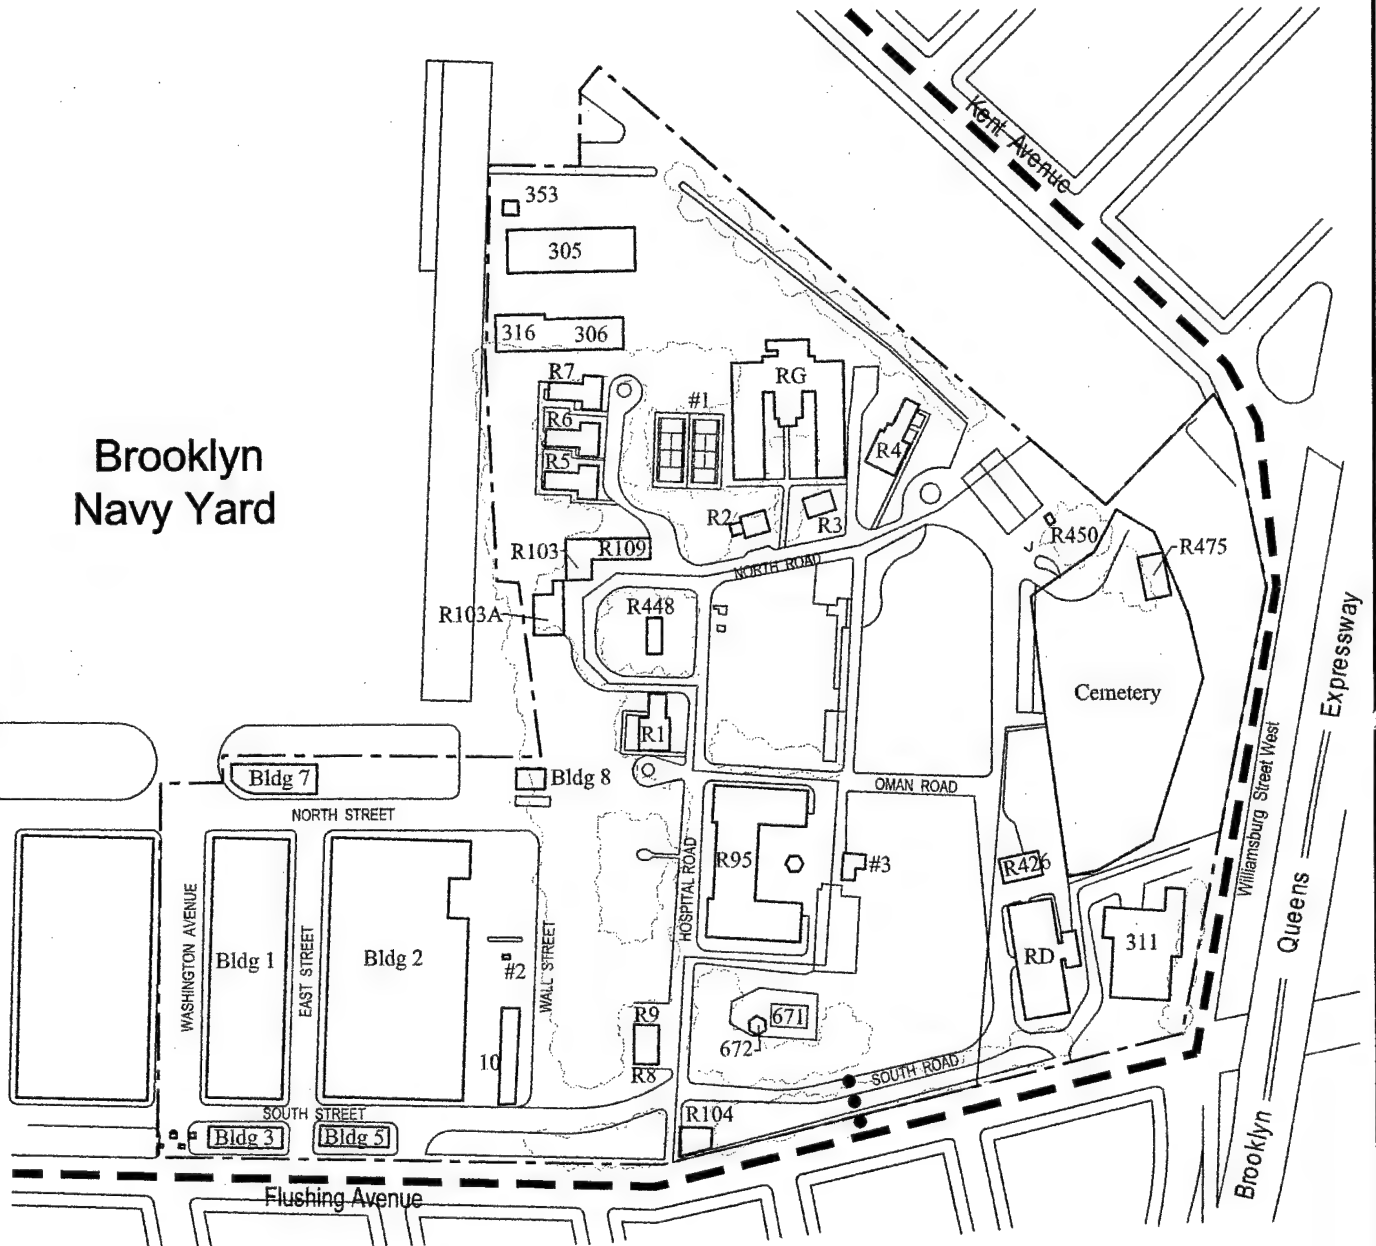 Kent Avenue
353
305
316
306
R7
RG
#1
R6
R4
R5
R2
R3
R450
R475
R103
R109
NORTH ROAD
R448
R103A
Brooklyn
Navy Yard
Cemetery
R1
Bldg 7
Bldg 8
OMAN ROAD
NORTH STREET
Williamsburg Street West
Brooklyn Queens Expressway
R95
#3
R426
HOSPITAL ROAD
WASHINGTON AVENUE
EAST STREET
WALL STREET
Bldg 1
Bldg 2
#2
RD
311
R9
671
672
10
R8
SOUTH ROAD
SOUTH STREET
R104
Bldg 3
Bldg 5
Flushing Avenue